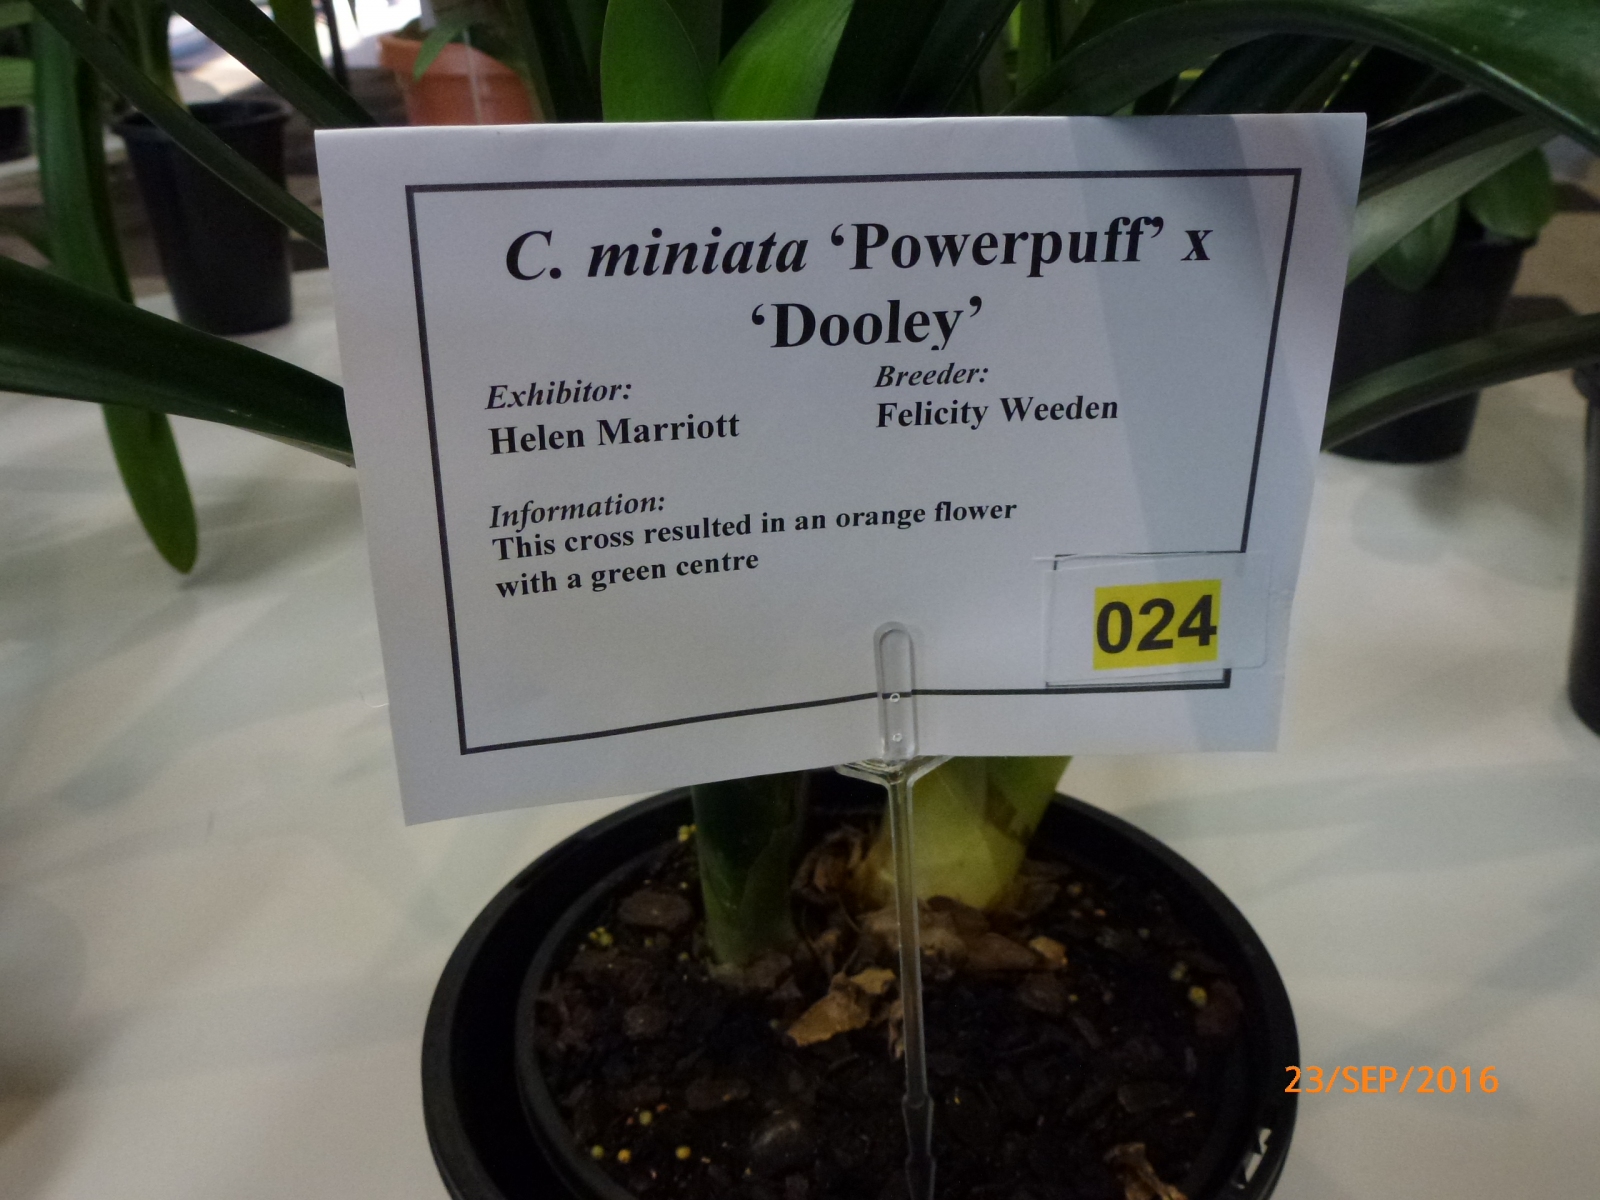 C. miniata ‘Powerpuff’ x
‘Dooley’
Exhibitor:
Helen Marriott
Breeder:
Felicity Weeden
Information:
This cross resulted in an orange flower
with a green centre
024
23/SEP/2016